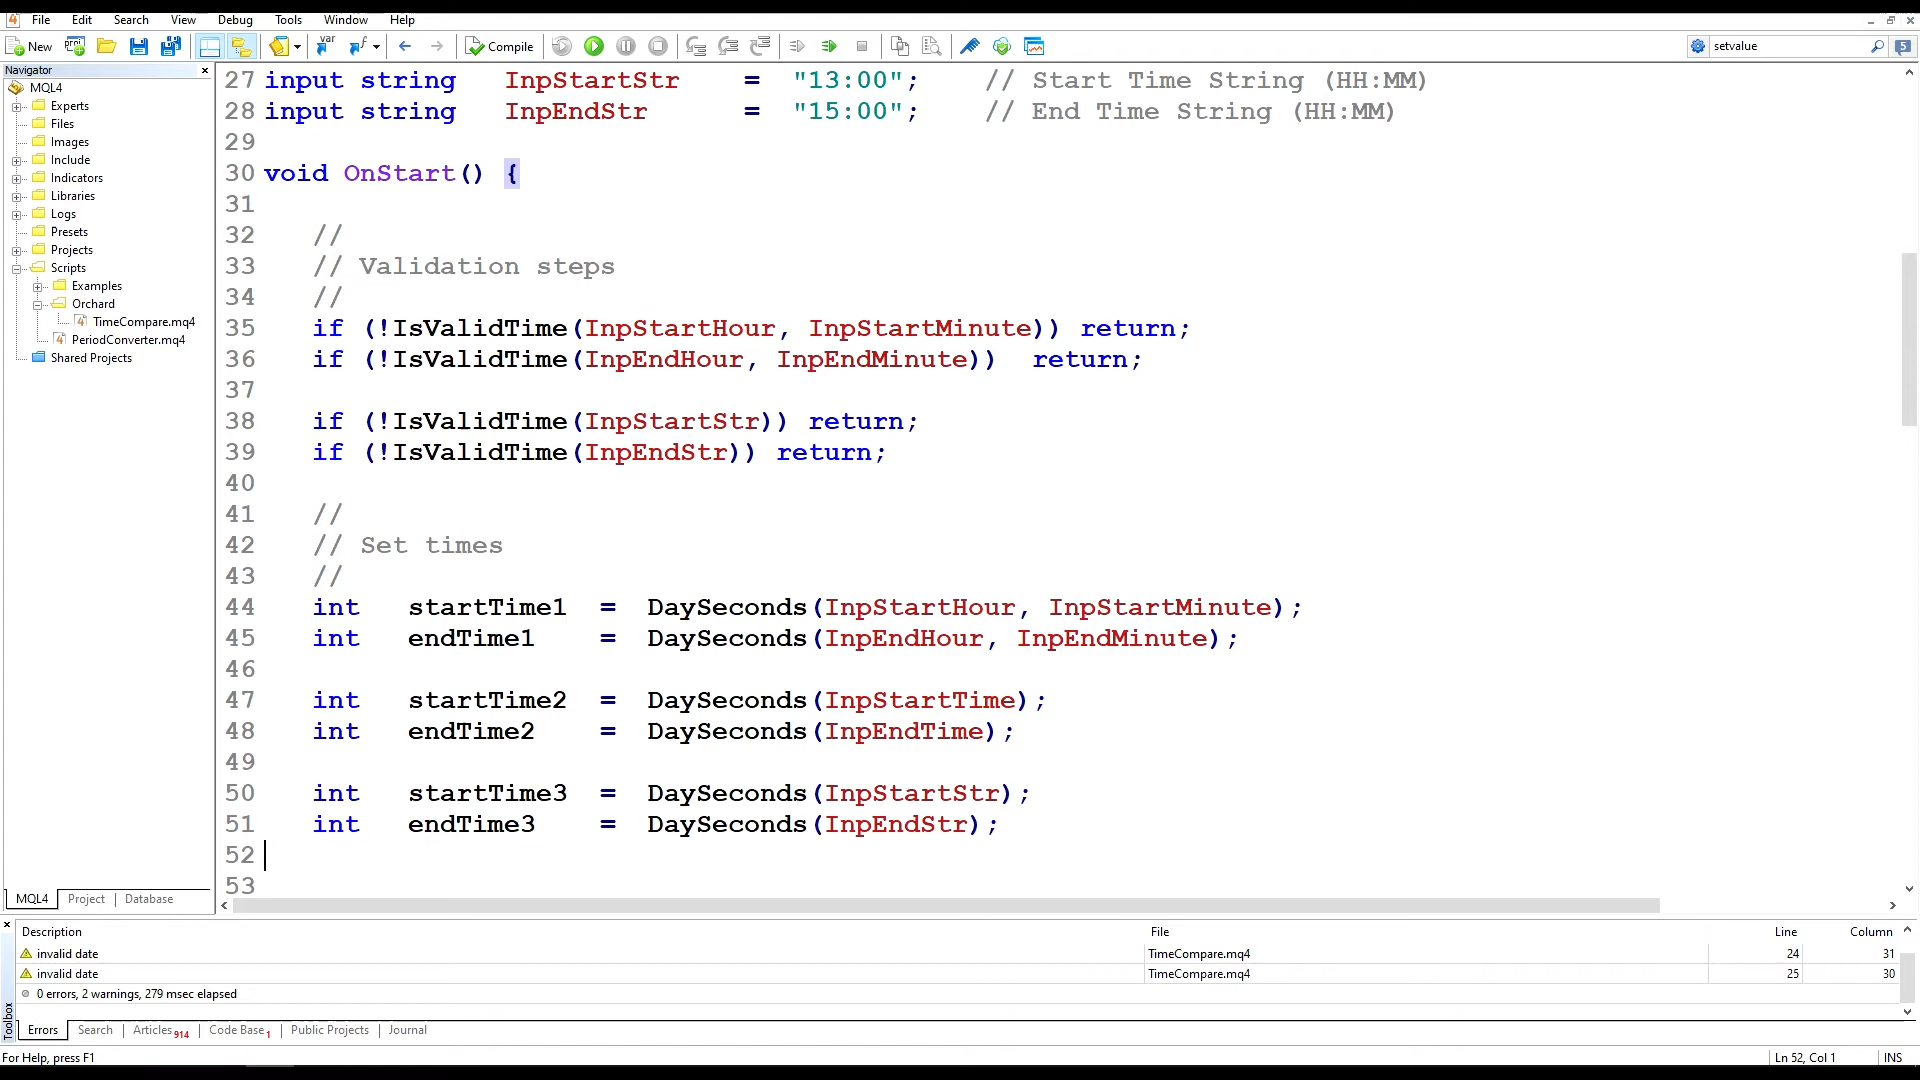 File Edit Search View Debug Tools Window Help
New Compile setvalue 5
Navigator
MQL4
Experts
Files
Images
Include
Indicators
Libraries
Logs
Presets
Projects
Scripts
Examples
Orchard
TimeCompare.mq4
PeriodConverter.mq4
Shared Projects
MQL4 Project Database
27 input string InpStartStr = "13:00"; // Start Time String (HH:MM)
28 input string InpEndStr = "15:00"; // End Time String (HH:MM)
29
30 void OnStart() {
31
32 //
33 // Validation steps
34 //
35 if (!IsValidTime(InpStartHour, InpStartMinute)) return;
36 if (!IsValidTime(InpEndHour, InpEndMinute)) return;
37
38 if (!IsValidTime(InpStartStr)) return;
39 if (!IsValidTime(InpEndStr)) return;
40
41 //
42 // Set times
43 //
44 int startTime1 = DaySeconds(InpStartHour, InpStartMinute);
45 int endTime1 = DaySeconds(InpEndHour, InpEndMinute);
46
47 int startTime2 = DaySeconds(InpStartTime);
48 int endTime2 = DaySeconds(InpEndTime);
49
50 int startTime3 = DaySeconds(InpStartStr);
51 int endTime3 = DaySeconds(InpEndStr);
52
53
Description File Line Column
invalid date TimeCompare.mq4 24 31
invalid date TimeCompare.mq4 25 30
0 errors, 2 warnings, 279 msec elapsed
Toolbox
Errors Search Articles 914 Code Base 1 Public Projects Journal
For Help, press F1 Ln 52, Col 1 INS